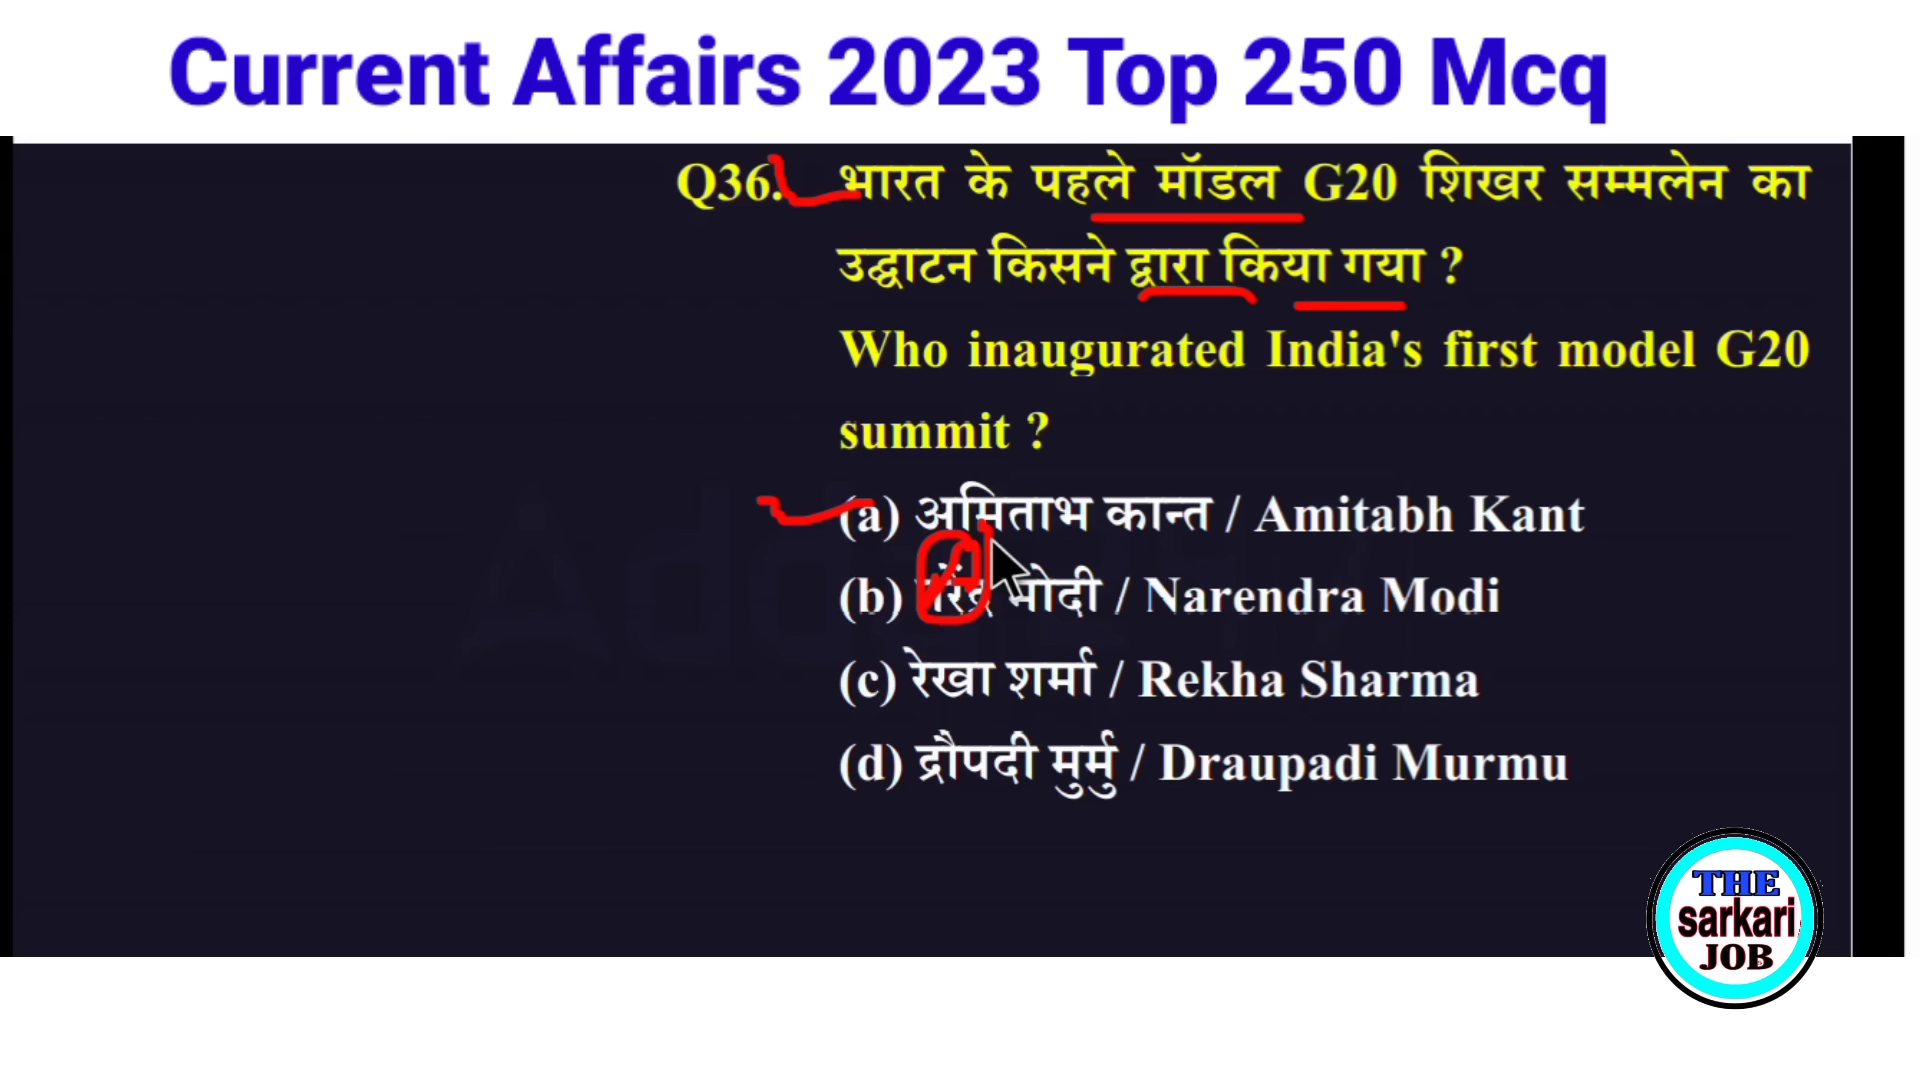 Current Affairs 2023 Top 250 Mcq
Q36. भारत के पहले मॉडल G20 शिखर सम्मलेन का
उद्घाटन किसने द्वारा किया गया ?
Who inaugurated India's first model G20
summit ?
(a) अमिताभ कान्त / Amitabh Kant
(b) नरेंद्र मोदी / Narendra Modi
(c) रेखा शर्मा / Rekha Sharma
(d) द्रौपदी मुर्मु / Draupadi Murmu
THE
sarkari
JOB